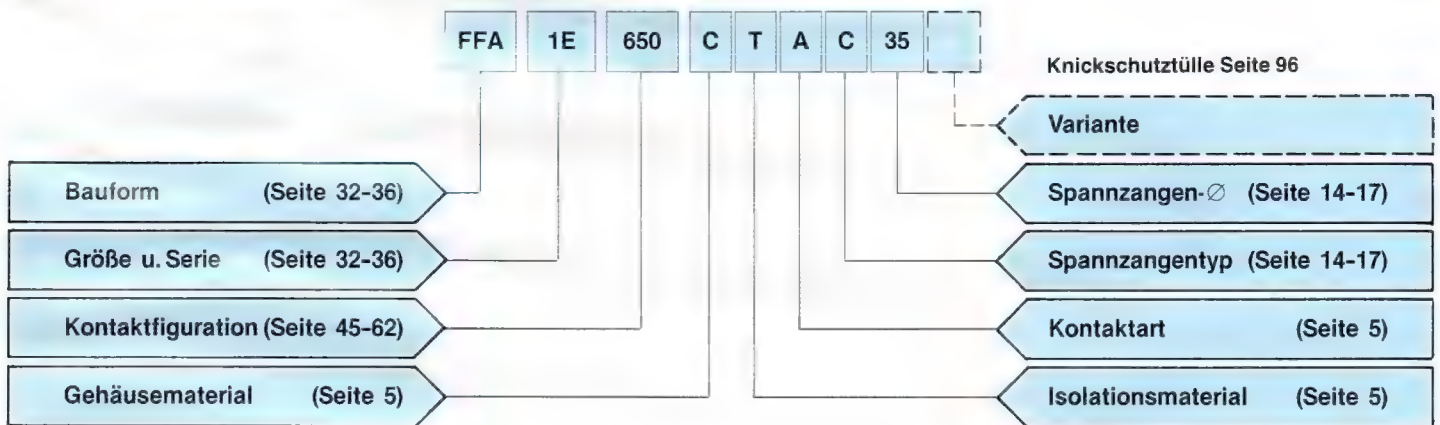 FFA 1E 650 C T A C 35
Knickschutztülle Seite 96
Variante
Bauform (Seite 32-36)
Spannzangen-∅ (Seite 14-17)
Größe u. Serie (Seite 32-36)
Spannzangentyp (Seite 14-17)
Kontaktfiguration (Seite 45-62)
Kontaktart (Seite 5)
Gehäusematerial (Seite 5)
Isolationsmaterial (Seite 5)